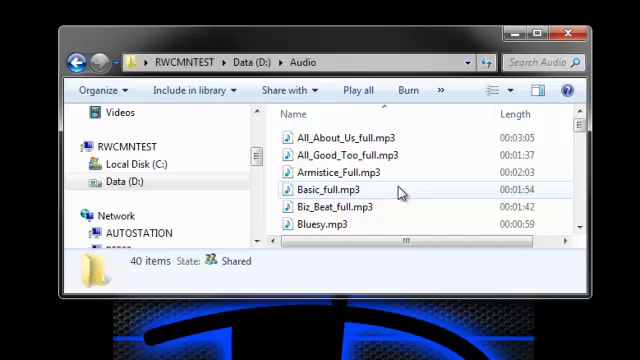 RWCMNTEST Data (D:) Audio Search Audio
Organize Include in library Share with Play all Burn »
Videos
RWCMNTEST
Local Disk (C:)
Data (D:)
Network
AUTOSTATION
Name Length
All_About_Us_full.mp3 00:03:05
All_Good_Too_full.mp3 00:01:37
Armistice_Full.mp3 00:02:03
Basic_full.mp3 00:01:54
Biz_Beat_full.mp3 00:01:42
Bluesy.mp3 00:00:59
40 items State: Shared